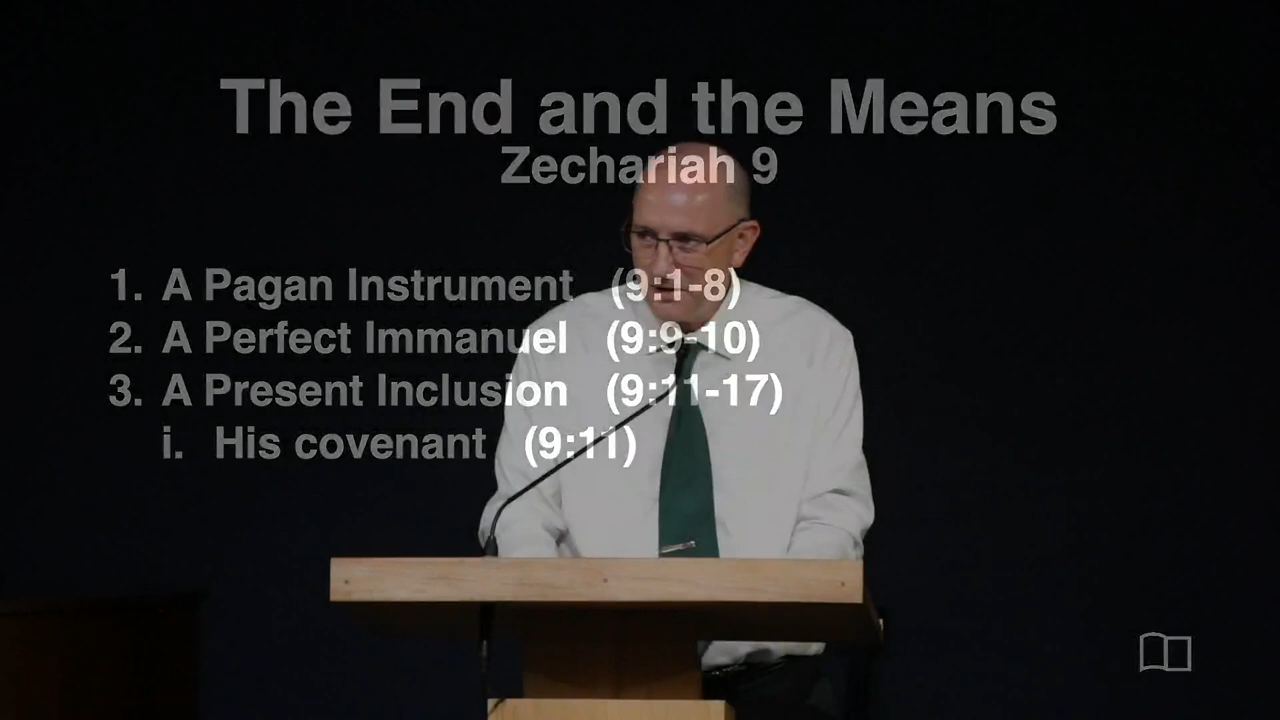 The End and the Means
Zechariah 9
1. A Pagan Instrument (9:1-8)
2. A Perfect Immanuel (9:9-10)
3. A Present Inclusion (9:11-17)
i. His covenant (9:11)